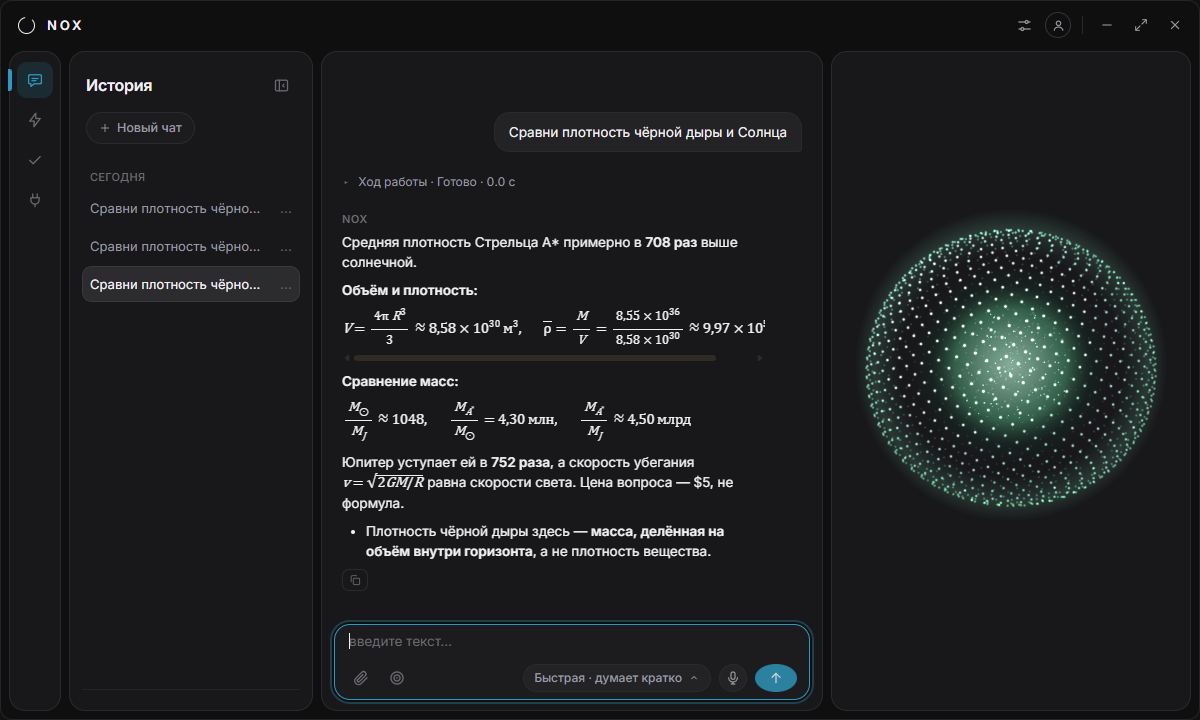 NOX
История
+ Новый чат
СЕГОДНЯ
Сравни плотность чёрно... ...
Сравни плотность чёрно... ...
Сравни плотность чёрно... ...
Сравни плотность чёрной дыры и Солнца
Ход работы · Готово · 0.0 с
NOX
Средняя плотность Стрельца A* примерно в 708 раз выше
солнечной.
Объём и плотность:
V = 4π R³ / 3 ≈ 8,58 × 10³⁰ м³, ρ̅ = M / V = 8,55 × 10³⁶ / 8,58 × 10³⁰ ≈ 9,97 × 10
Сравнение масс:
M⊙ / M_J ≈ 1048, M_A* / M⊙ = 4,30 млн, M_A* / M_J ≈ 4,50 млрд
Юпитер уступает ей в 752 раза, а скорость убегания
v = √2GM/R равна скорости света. Цена вопроса — $5, не
формула.
• Плотность чёрной дыры здесь — масса, делённая на
объём внутри горизонта, а не плотность вещества.
введите текст...
Быстрая · думает кратко